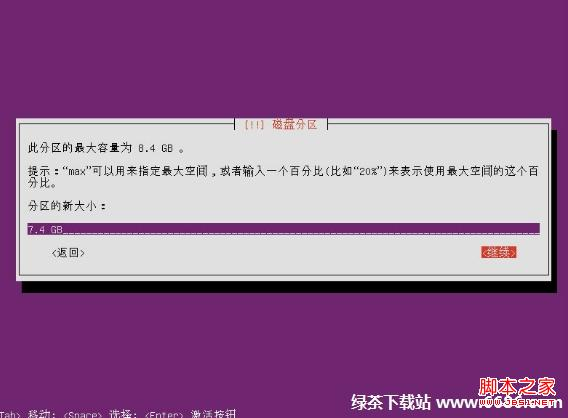 [!!] 磁盘分区
此分区的最大容量为 8.4 GB 。
提示：“max”可以用来指定最大空间，或者输入一个百分比(比如“20%”)来表示使用最大空间的这个百
分比。
分区的新大小：
7.4 GB
<返回> <继续>
脚本之家
www.jb51.net
绿茶下载站
Tab> 移动; <Space> 选择; <Enter> 激活按钮